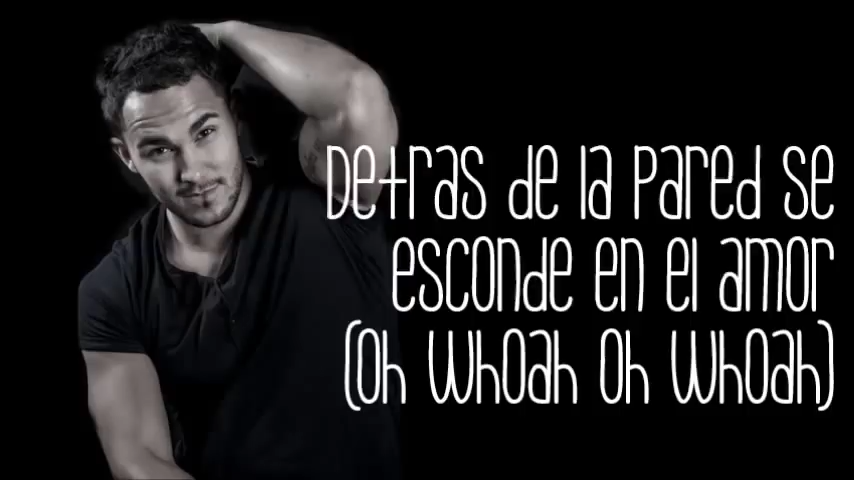 Detras de la pared se
esconde en el amor
(Oh Whoah Oh Whoah)